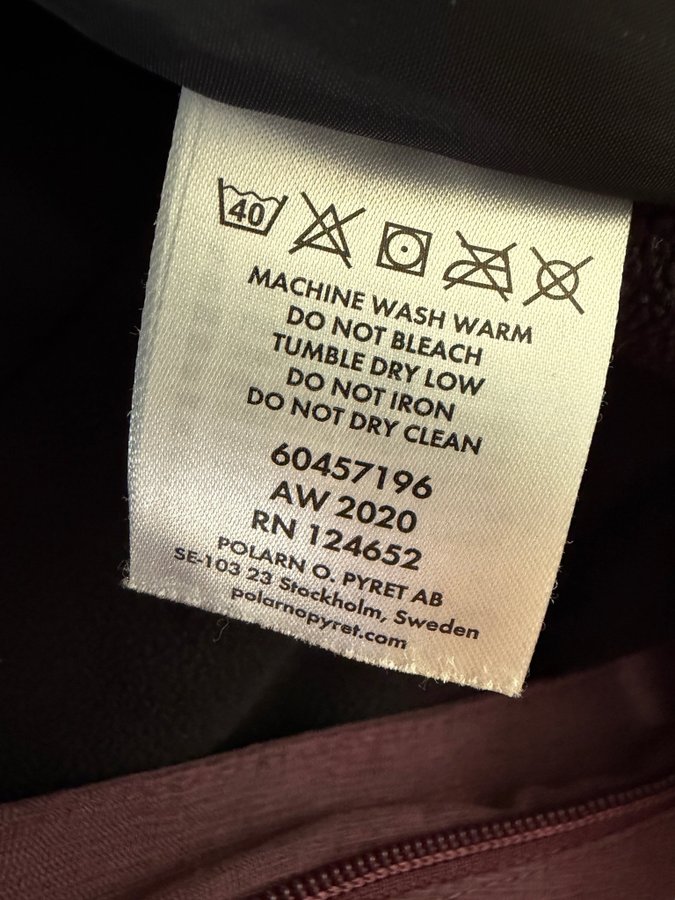 40
MACHINE WASH WARM
DO NOT BLEACH
TUMBLE DRY LOW
DO NOT IRON
DO NOT DRY CLEAN
60457196
AW 2020
RN 124652
POLARN O. PYRET AB
SE-103 23 Stockholm, Sweden
polarnopyret.com